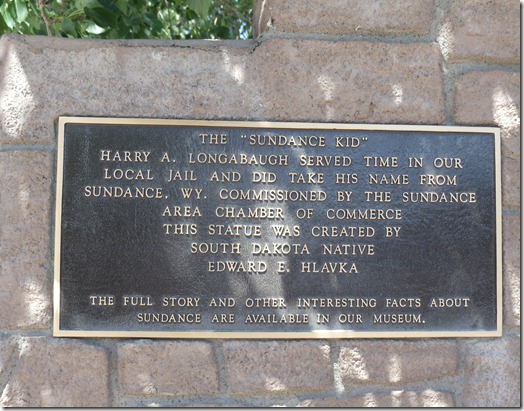 THE "SUNDANCE KID"
HARRY A. LONGABAUGH SERVED TIME IN OUR
LOCAL JAIL AND DID TAKE HIS NAME FROM
SUNDANCE, WY. COMMISSIONED BY THE SUNDANCE
AREA CHAMBER OF COMMERCE
THIS STATUE WAS CREATED BY
SOUTH DAKOTA NATIVE
EDWARD E. HLAVKA
THE FULL STORY AND OTHER INTERESTING FACTS ABOUT
SUNDANCE ARE AVAILABLE IN OUR MUSEUM.